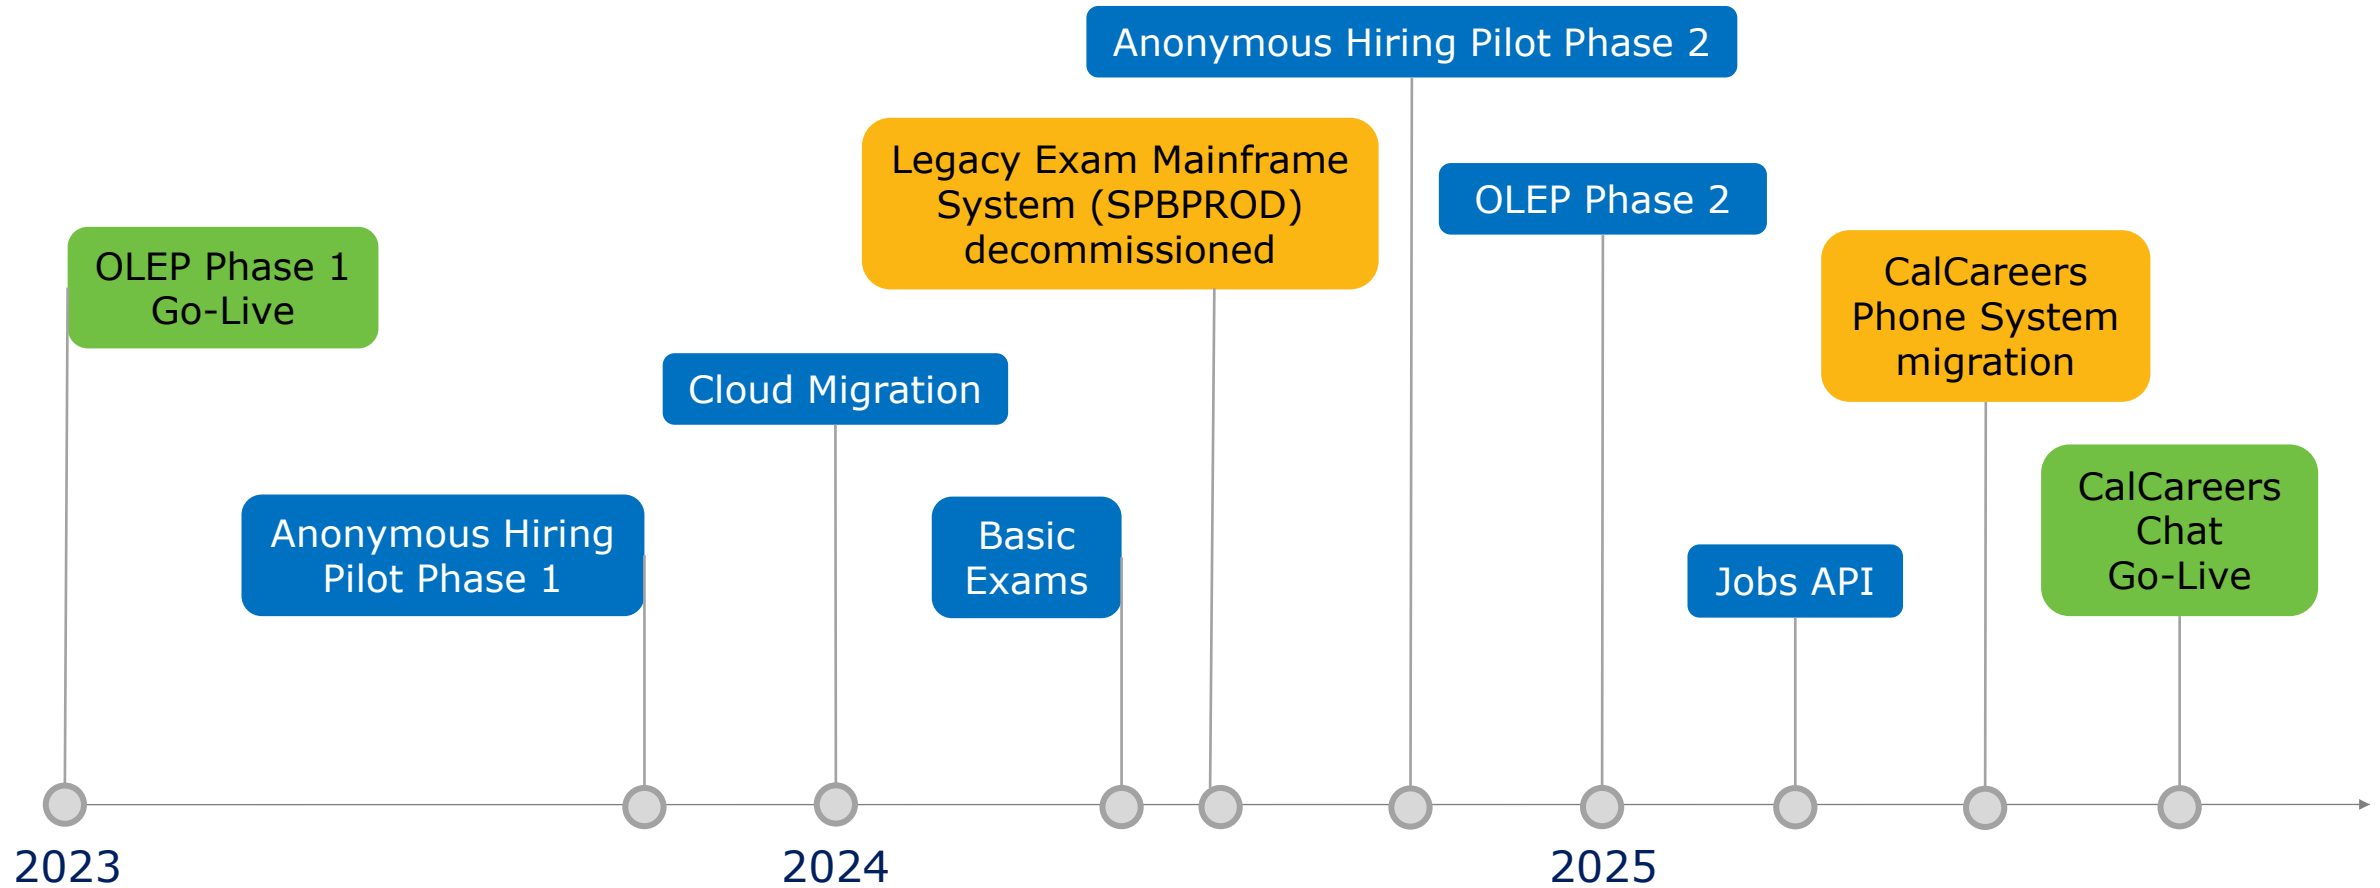 Anonymous Hiring Pilot Phase 2
Legacy Exam Mainframe
System (SPBPROD)
decommissioned
OLEP Phase 2
OLEP Phase 1
Go-Live
CalCareers
Phone System
migration
Cloud Migration
Anonymous Hiring
Pilot Phase 1
Basic
Exams
Jobs API
CalCareers
Chat
Go-Live
2023
2024
2025